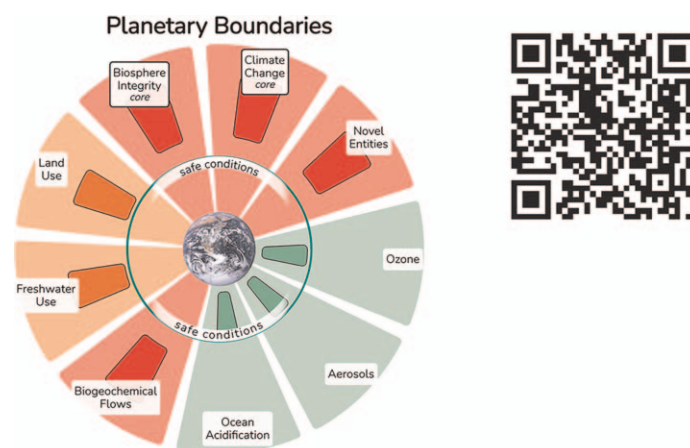 Planetary Boundaries
Biosphere
Integrity
core
Climate
Change
core
Novel
Entities
Land
Use
safe conditions
Ozone
Freshwater
Use
safe conditions
Aerosols
Biogeochemical
Flows
Ocean
Acidification